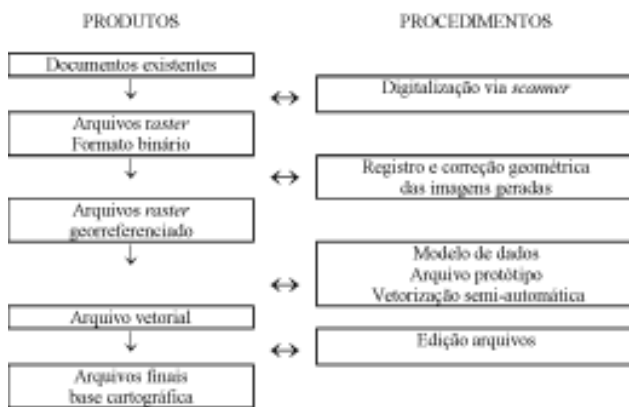 PRODUTOS
PROCEDIMENTOS
Documentos existentes
Digitalização via scanner
Arquivos raster
Formato binário
Registro e correção geométrica
das imagens geradas
Arquivos raster
georreferenciado
Modelo de dados
Arquivo protótipo
Vetorização semi-automática
Arquivo vetorial
Edição arquivos
Arquivos finais
base cartográfica